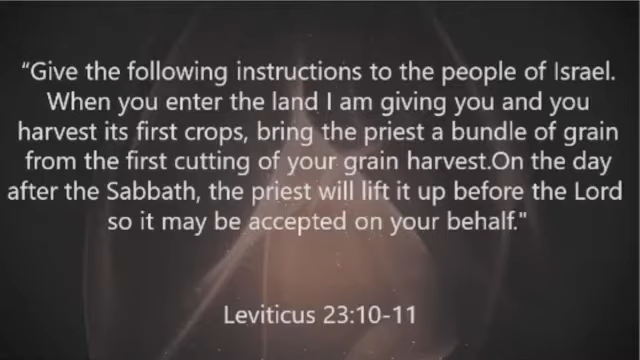 “Give the following instructions to the people of Israel.
When you enter the land I am giving you and you
harvest its first crops, bring the priest a bundle of grain
from the first cutting of your grain harvest.On the day
after the Sabbath, the priest will lift it up before the Lord
so it may be accepted on your behalf."
Leviticus 23:10-11